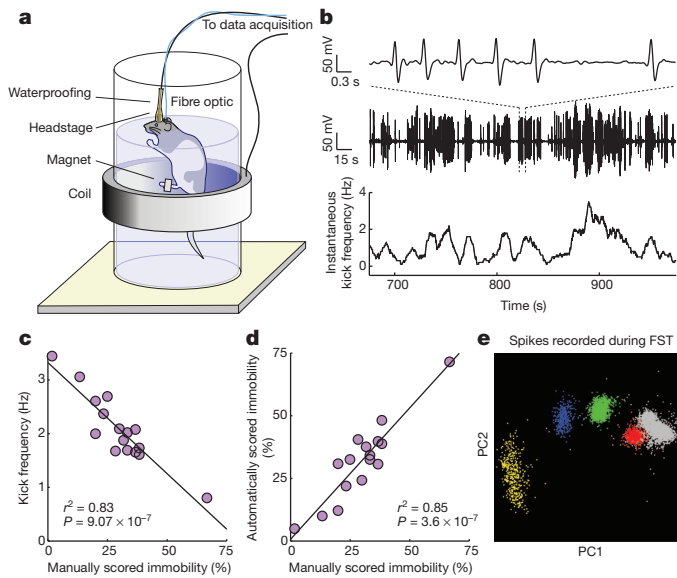 a
To data acquisition
Waterproofing
Fibre optic
Headstage
Magnet
Coil
b
50 mV
0.3 s
50 mV
15 s
Instantaneous
kick frequency (Hz)
4
2
0
700
800
900
Time (s)
c
Kick frequency (Hz)
3
2
1
0
r² = 0.83
P = 9.07 × 10⁻⁷
0
25
50
75
Manually scored immobility (%)
d
Automatically scored immobility
(%)
75
50
25
0
r² = 0.85
P = 3.6 × 10⁻⁷
0
25
50
75
Manually scored immobility (%)
e
Spikes recorded during FST
PC2
PC1